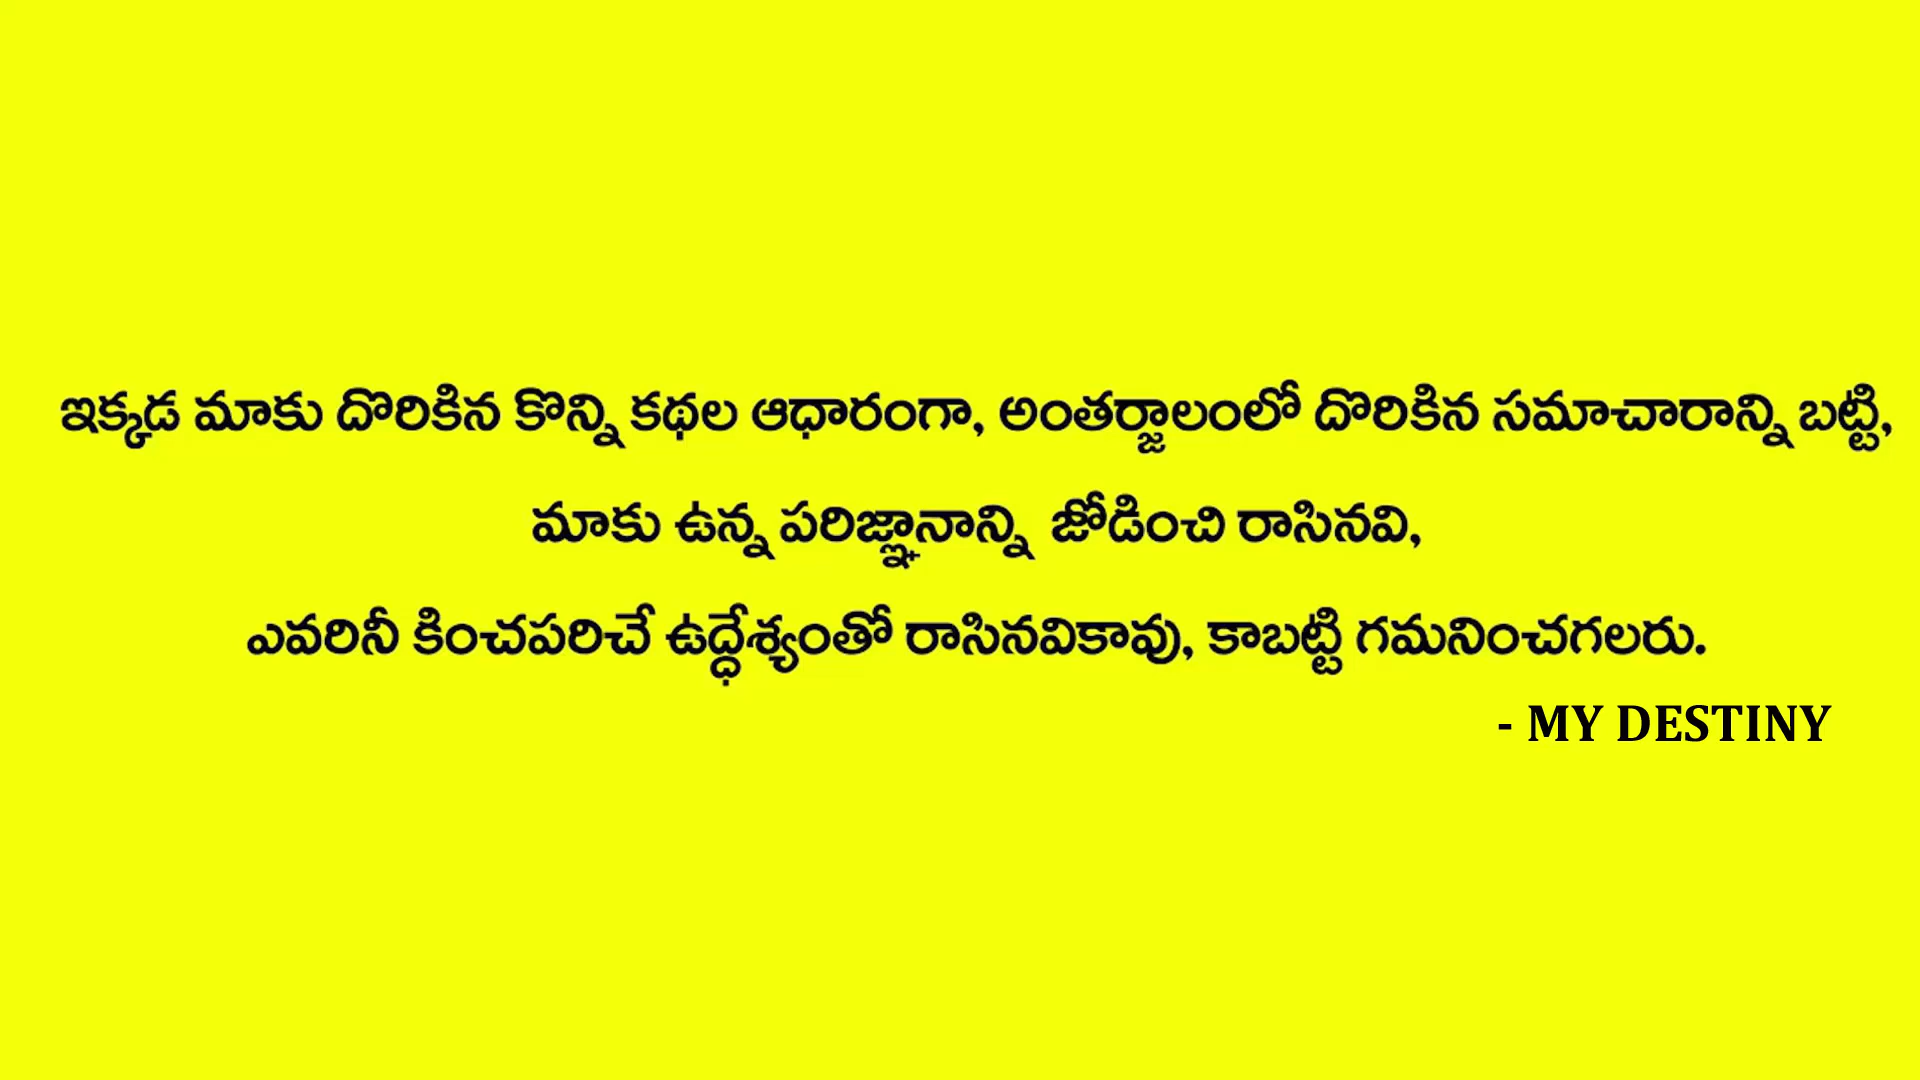 ఇక్కడ మాకు దొరికిన కొన్ని కథల ఆధారంగా, అంతర్జాలంలో దొరికిన సమాచారాన్ని బట్టి,
మాకు ఉన్న పరిజ్ఞానాన్ని జోడించి రాసినవి,
ఎవరినీ కించపరిచే ఉద్ధేశ్యంతో రాసినవికావు, కాబట్టి గమనించగలరు.
- MY DESTINY